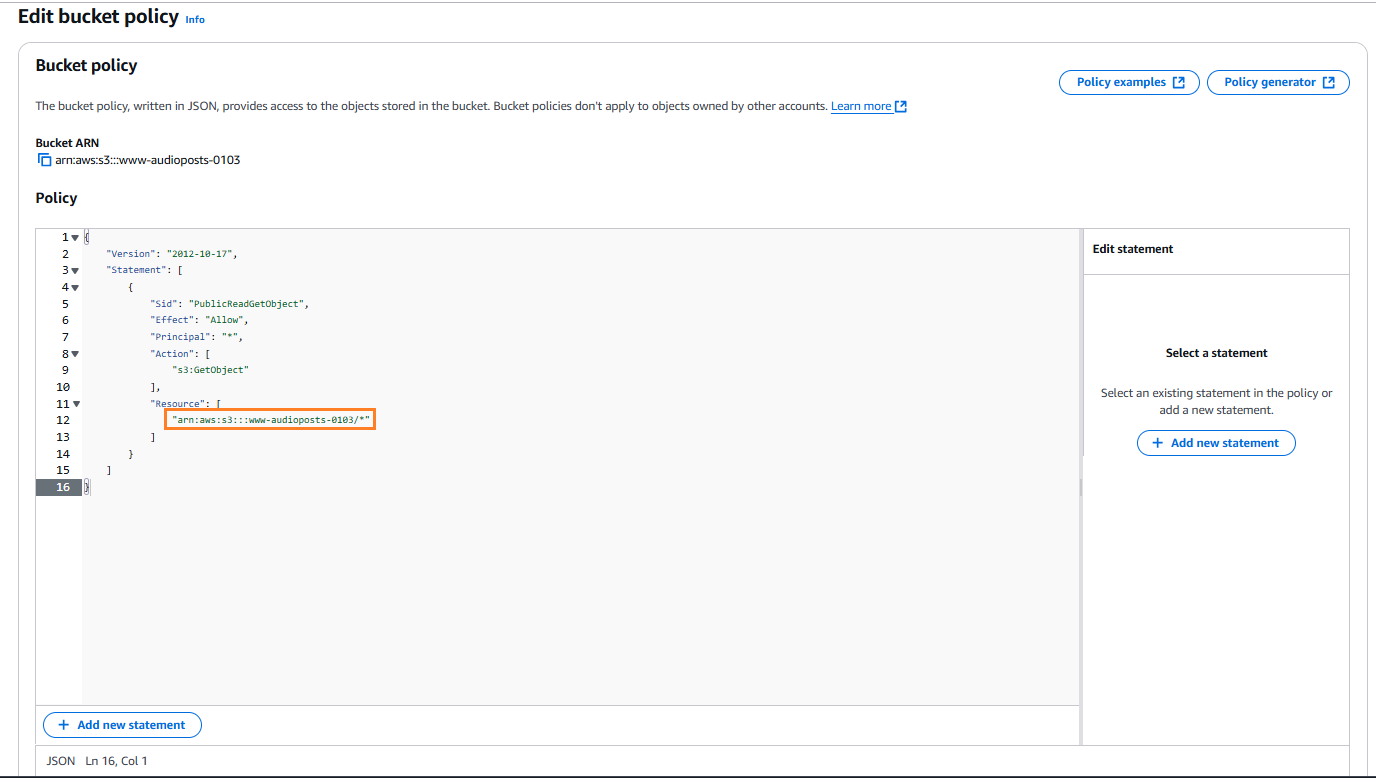 Edit bucket policy Info
Bucket policy
Policy examples
Policy generator
The bucket policy, written in JSON, provides access to the objects stored in the bucket. Bucket policies don't apply to objects owned by other accounts. Learn more
Bucket ARN
arn:aws:s3:::www-audioposts-0103
Policy
1 {
2 "Version": "2012-10-17",
3 "Statement": [
4 {
5 "Sid": "PublicReadGetObject",
6 "Effect": "Allow",
7 "Principal": "*",
8 "Action": [
9 "s3:GetObject"
10 ],
11 "Resource": [
12 "arn:aws:s3:::www-audioposts-0103/*"
13 ]
14 }
15 ]
16 }
Edit statement
Select a statement
Select an existing statement in the policy or
add a new statement.
+ Add new statement
+ Add new statement
JSON Ln 16, Col 1